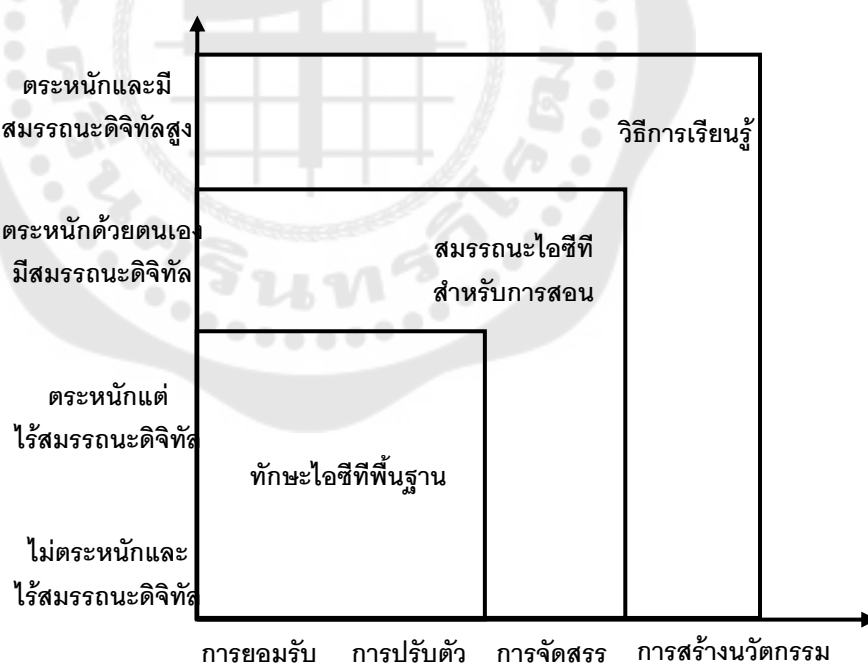 ตระหนักและมี
สมรรถนะดิจิทัลสูง
วิธีการเรียนรู้
ตระหนักด้วยตนเอง
มีสมรรถนะดิจิทัล
สมรรถนะไอซีที
สำหรับการสอน
ตระหนักแต่
ไร้สมรรถนะดิจิทัล
ทักษะไอซีทีพื้นฐาน
ไม่ตระหนักและ
ไร้สมรรถนะดิจิทัล
การยอมรับ การปรับตัว การจัดสรร การสร้างนวัตกรรม